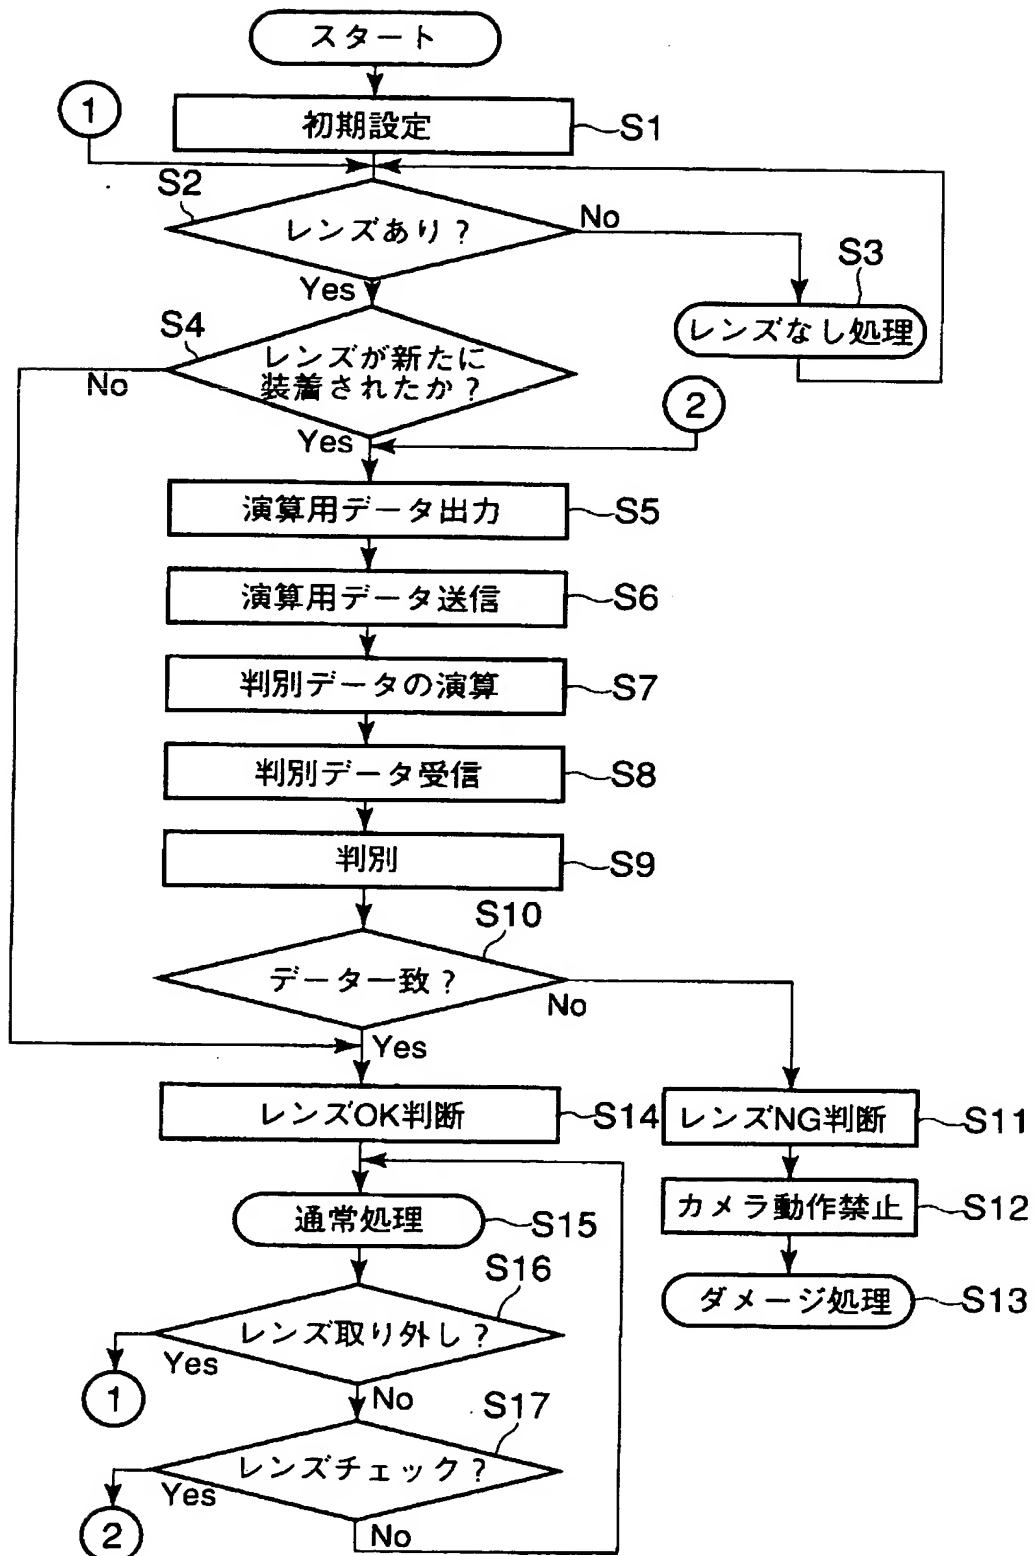 スタート
1
初期設定
S1
S2
レンズあり?
No
Yes
S3
レンズなし処理
S4
レンズが新たに
装着されたか?
No
Yes
2
演算用データ出力
S5
演算用データ送信
S6
判別データの演算
S7
判別データ受信
S8
判別
S9
S10
データ一致?
No
Yes
レンズOK判断
S14
レンズNG判断
S11
カメラ動作禁止
S12
通常処理
S15
ダメージ処理
S13
S16
レンズ取り外し?
Yes
1
No
S17
レンズチェック?
Yes
2
No